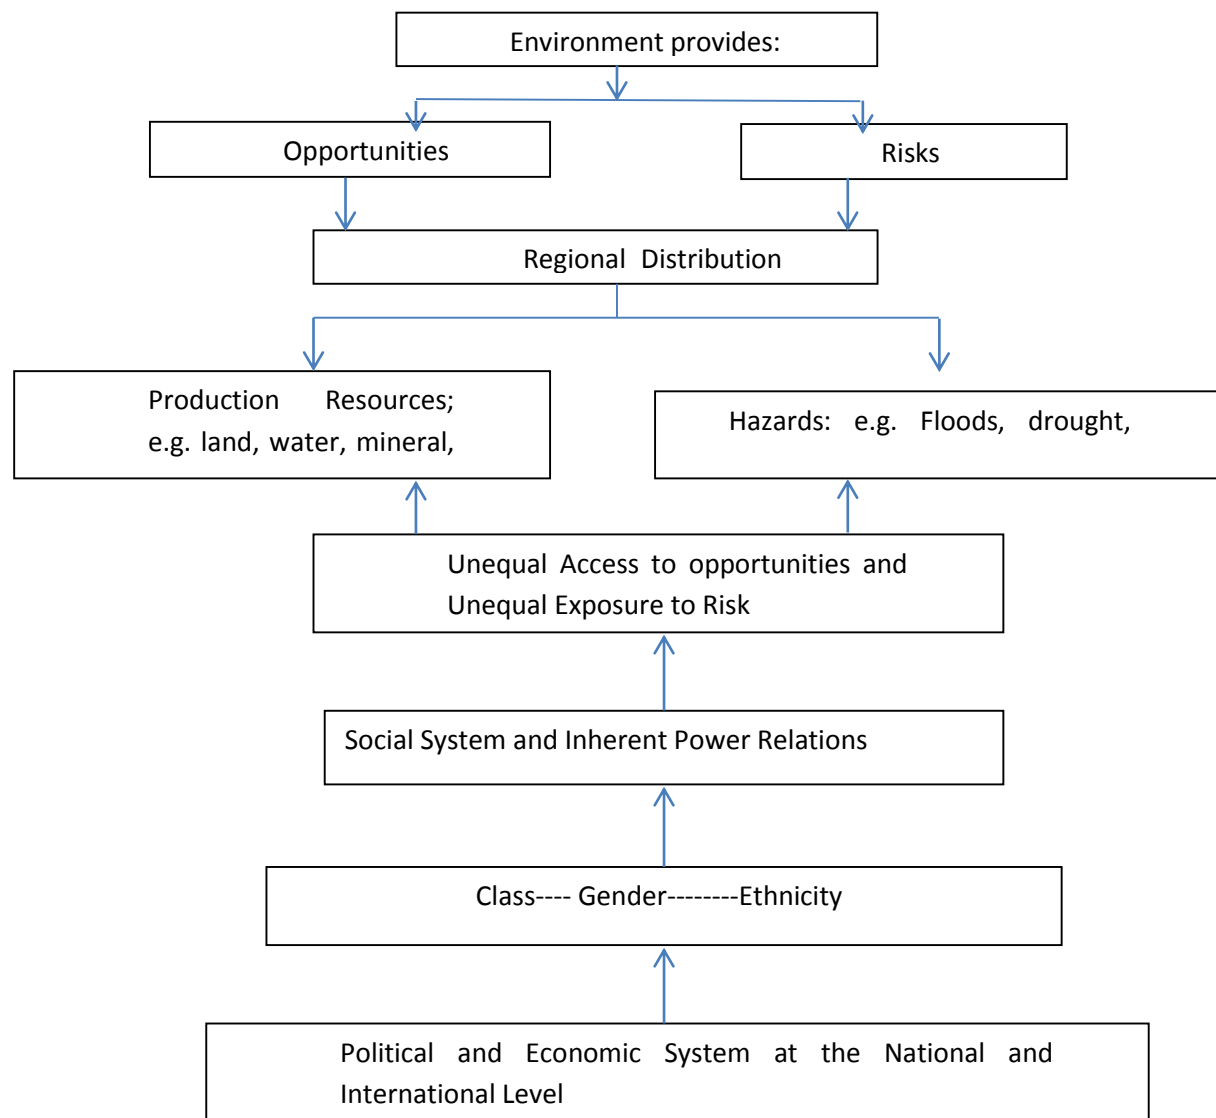 Environment provides:
Opportunities
Risks
Regional Distribution
Production Resources;
e.g. land, water, mineral,
Hazards: e.g. Floods, drought,
Unequal Access to opportunities and
Unequal Exposure to Risk
Social System and Inherent Power Relations
Class---- Gender--------Ethnicity
Political and Economic System at the National and
International Level